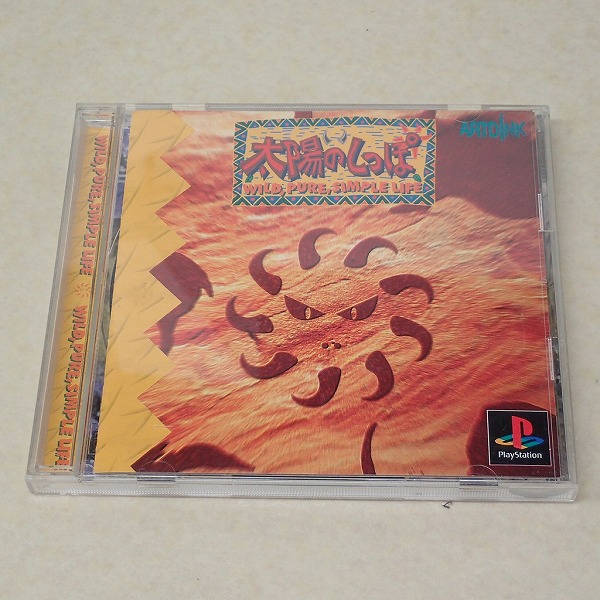 太陽のしっぽ
WILD, PURE, SIMPLE LIFE
ARTDINK
WILD, PURE, SIMPLE LIFE
WILD, PURE, SIMPLE LIFE
PlayStation